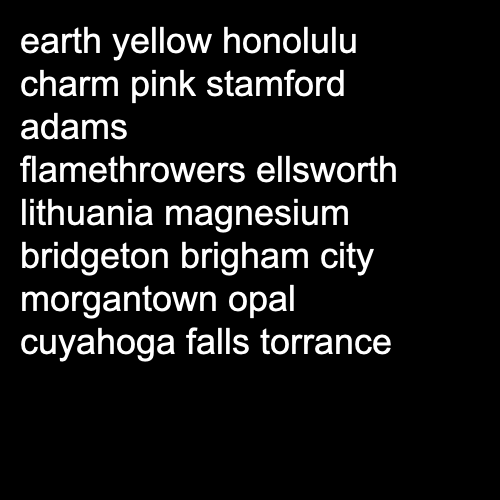 earth yellow honolulu
charm pink stamford
adams
flamethrowers ellsworth
lithuania magnesium
bridgeton brigham city
morgantown opal
cuyahoga falls torrance